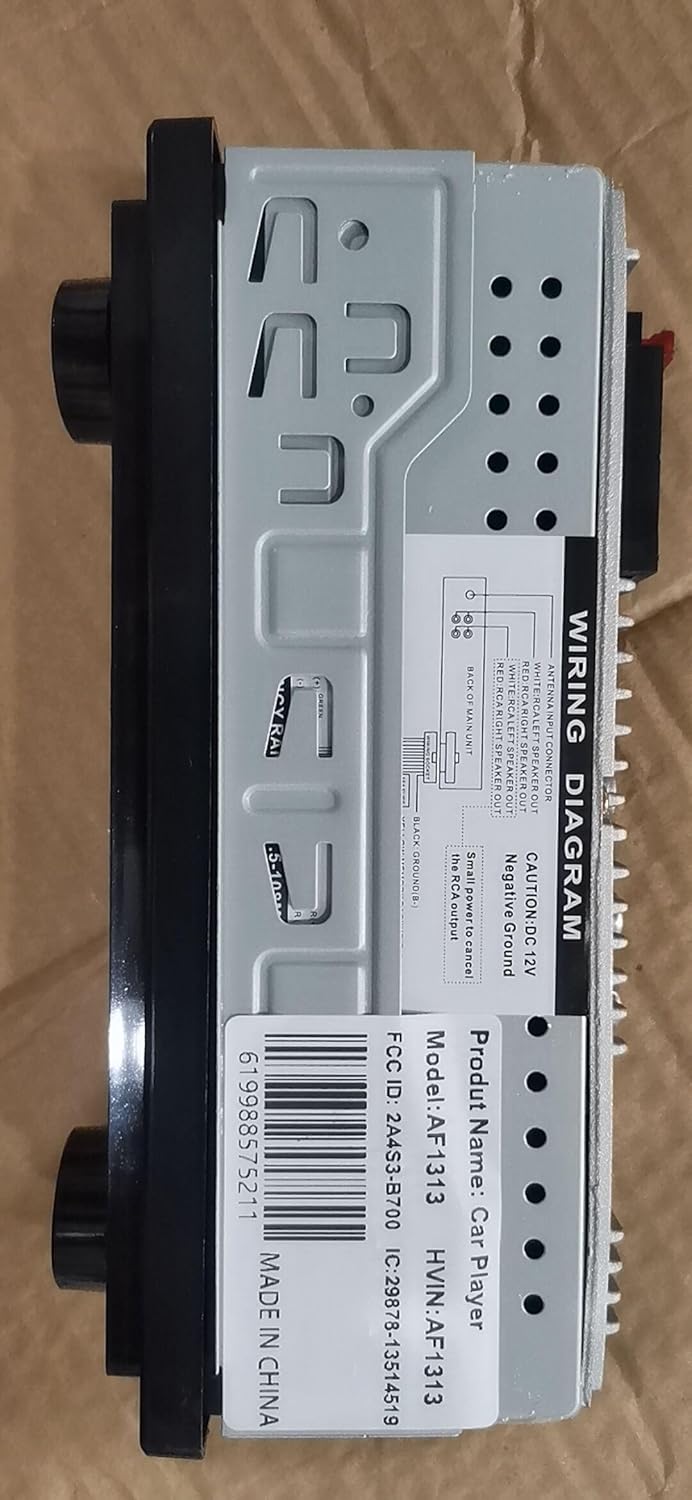 WIRING DIAGRAM
ANTENNA INPUT CONNECTOR
WHITE:RCA LEFT SPEAKER OUT
RED:RCA RIGHT SPEAKER OUT
WHITE:RCA LEFT SPEAKER OUT
RED:RCA RIGHT SPEAKER OUT
BACK OF MAIN UNIT
BLACK: GROUND(B-)
CAUTION:DC 12V
Negative Ground
Small power to cancel
the RCA output
GREEN
(+)
(-)
R
R
Produt Name: Car Player
Model:AF1313 HVIN:AF1313
FCC ID: 2A4S3-B700 IC:29878-13514519
619988575211
MADE IN CHINA